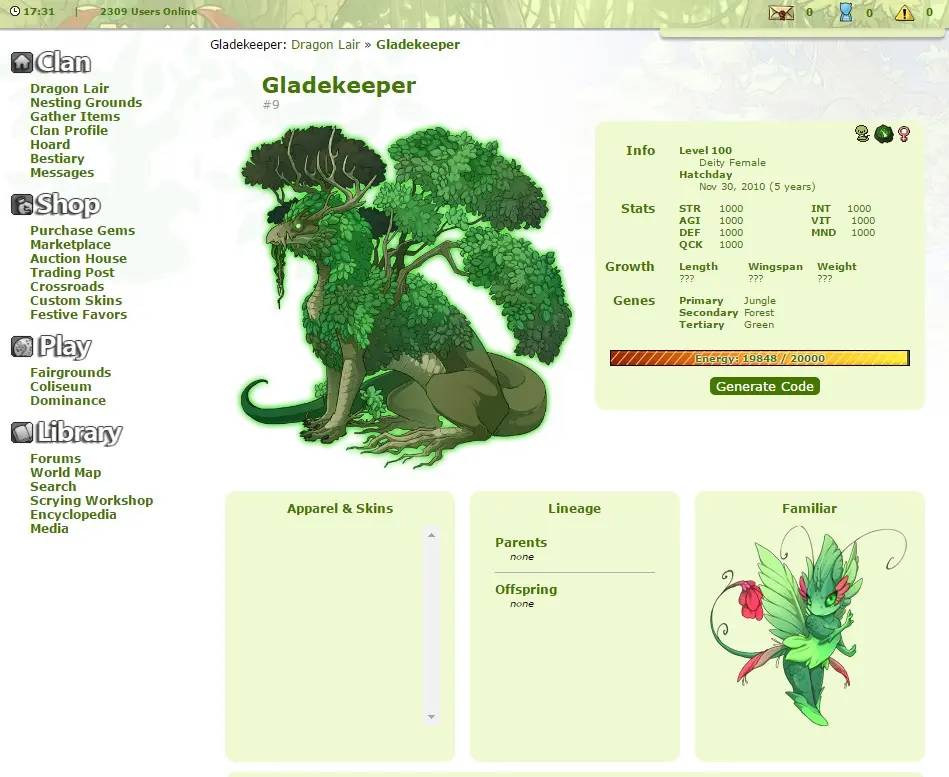 17:31 2309 Users Online 0 0 0
Gladekeeper: Dragon Lair » Gladekeeper
Clan
Dragon Lair
Nesting Grounds
Gather Items
Clan Profile
Hoard
Bestiary
Messages
Shop
Purchase Gems
Marketplace
Auction House
Trading Post
Crossroads
Custom Skins
Festive Favors
Play
Fairgrounds
Coliseum
Dominance
Library
Forums
World Map
Search
Scrying Workshop
Encyclopedia
Media
Gladekeeper
#9
Info Level 100
Deity Female
Hatchday
Nov 30, 2010 (5 years)
Stats STR 1000 INT 1000
AGI 1000 VIT 1000
DEF 1000 MND 1000
QCK 1000
Growth Length Wingspan Weight
??? ??? ???
Genes Primary Jungle
Secondary Forest
Tertiary Green
Energy: 19848 / 20000
Generate Code
Apparel & Skins
Lineage
Parents
none
Offspring
none
Familiar